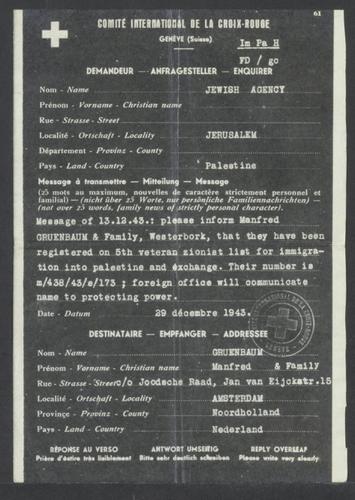 61
COMITÉ INTERNATIONAL DE LA CROIX-ROUGE
GENÈVE (Suisse)
Im Pa H
FD / go
DEMANDEUR — ANFRAGESTELLER — ENQUIRER
Nom - Name JEWISH AGENCY
Prénom - Vorname - Christian name
Rue - Strasse - Street
Localité - Ortschaft - Locality JERUSALEM
Département - Provinz - County
Pays - Land - Country Palestine
Message à transmettre — Mitteilung — Message
(25 mots au maximum, nouvelles de caractère strictement personnel et
familial) — (nicht über 25 Worte, nur persönliche Familiennachrichten) —
(not over 25 words, family news of strictly personal character).
Message of 13.12.43.: please inform Manfred
GRUENBAUM & Family, Westerbork, that they have been
registered on 5th veteran zionist list for immigra-
tion into palestine and exchange. Their number is
m/438/43/e/173 ; foreign office will communicate
name to protecting power.
Date - Datum 29 décembre 1943.
DESTINATAIRE — EMPFÄNGER — ADDRESSEE
Nom - Name GRUENBAUM
Prénom - Vorname - Christian name Manfred & Family
Rue - Strasse - Street c/o Joodsche Raad, Jan van Eijckstr.15
Localité - Ortschaft - Locality AMSTERDAM
Province - Provinz - County Noordholland
Pays - Land - Country Nederland
RÉPONSE AU VERSO ANTWORT UMSEITIG REPLY OVERLEAF
Prière d'écrire très lisiblement Bitte sehr deutlich schreiben Please write very clearly